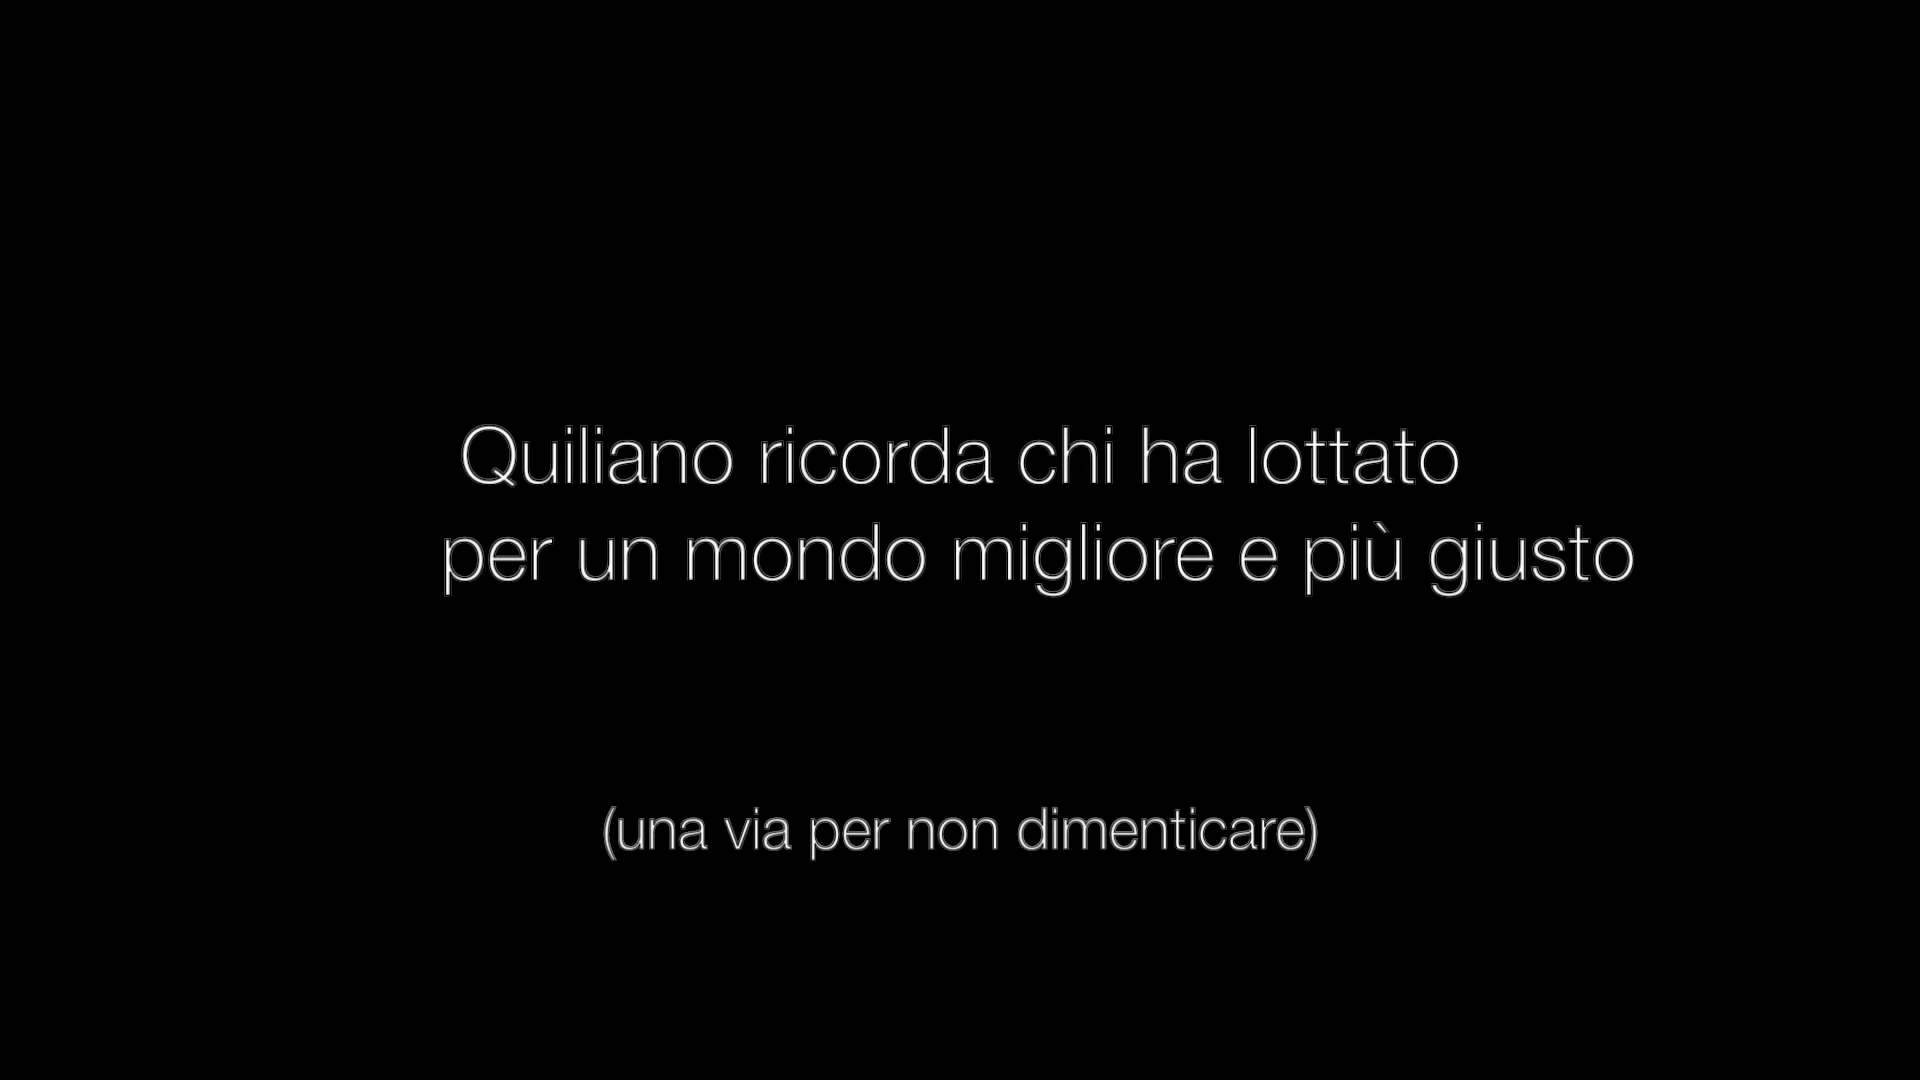 Quiliano ricorda chi ha lottato
per un mondo migliore e più giusto
(una via per non dimenticare)